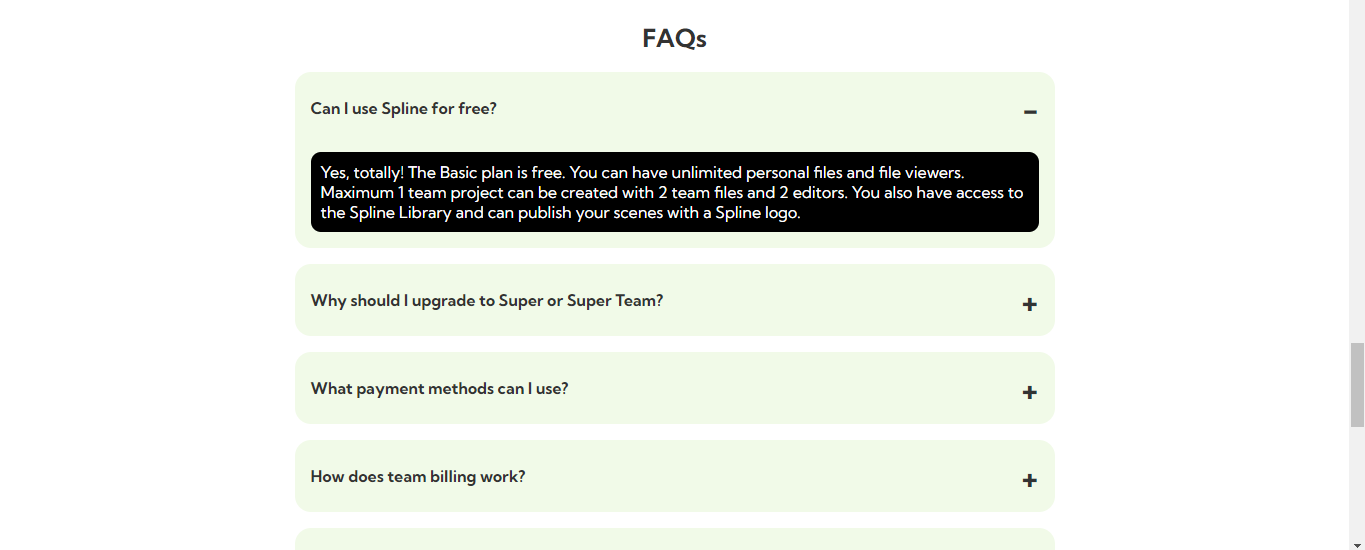 FAQs
Can I use Spline for free?
Yes, totally! The Basic plan is free. You can have unlimited personal files and file viewers.
Maximum 1 team project can be created with 2 team files and 2 editors. You also have access to
the Spline Library and can publish your scenes with a Spline logo.
Why should I upgrade to Super or Super Team?
What payment methods can I use?
How does team billing work?